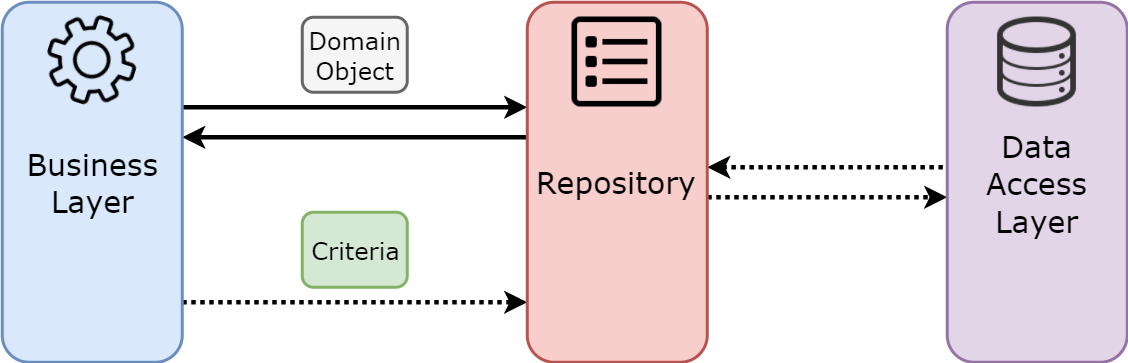 Business
Layer
Domain
Object
Criteria
Repository
Data
Access
Layer